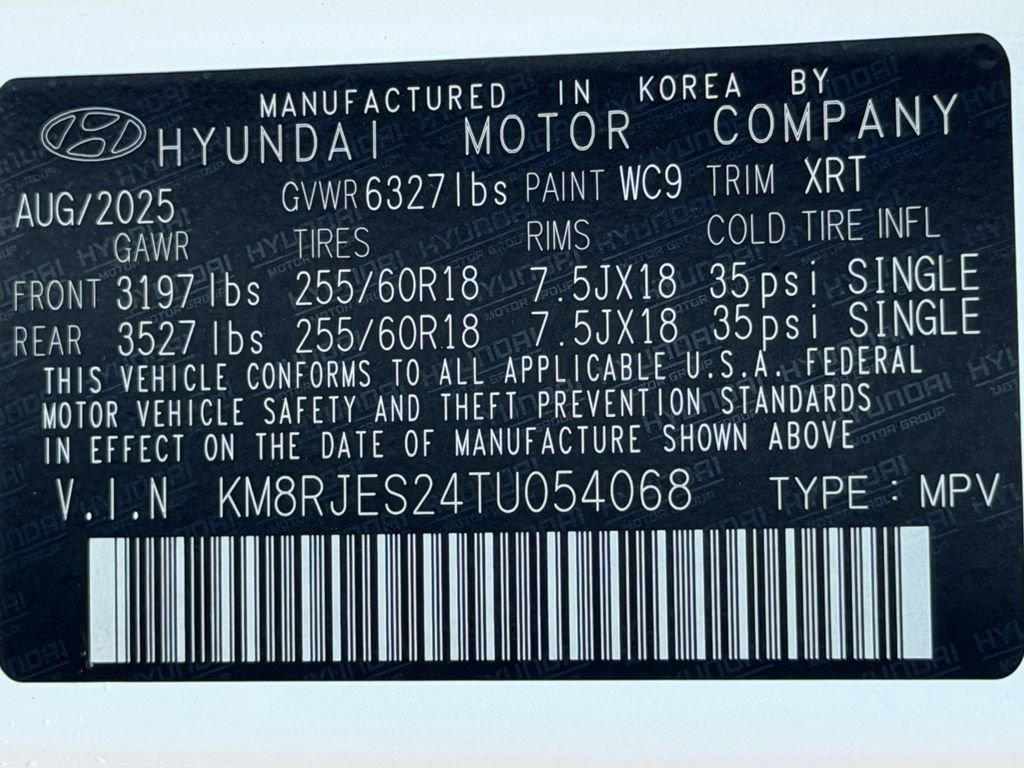 MANUFACTURED IN KOREA BY
HYUNDAI MOTOR COMPANY
AUG/2025 GVWR 6327lbs PAINT WC9 TRIM XRT
GAWR TIRES RIMS COLD TIRE INFL
FRONT 3197lbs 255/60R18 7.5JX18 35psi SINGLE
REAR 3527lbs 255/60R18 7.5JX18 35psi SINGLE
THIS VEHICLE CONFORMS TO ALL APPLICABLE U.S.A. FEDERAL
MOTOR VEHICLE SAFETY AND THEFT PREVENTION STANDARDS
IN EFFECT ON THE DATE OF MANUFACTURE SHOWN ABOVE
V.I.N KM8RJES24TU054068 TYPE : MPV